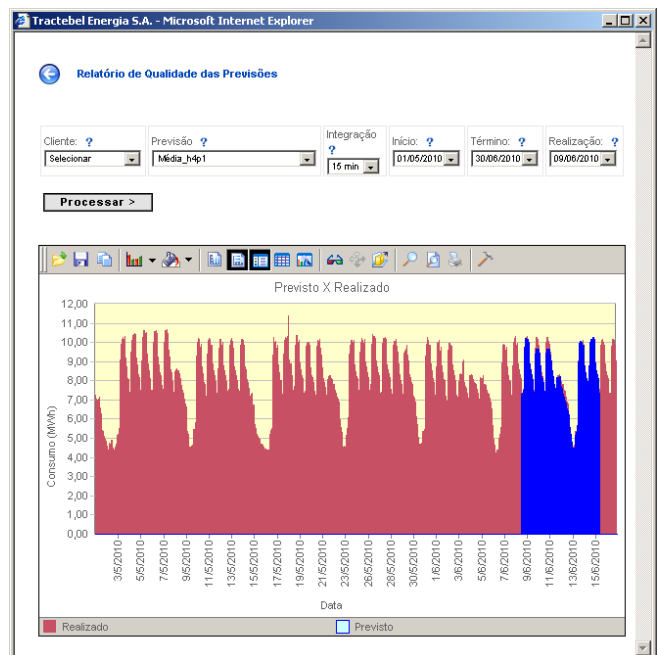 Tractebel Energia S.A. - Microsoft Internet Explorer
Relatório de Qualidade das Previsões
Cliente: ? Previsão ? Integração ? Início: ? Término: ? Realização: ?
Selecionar Média_h4p1 15 min 01/05/2010 30/06/2010 09/06/2010
Processar >
Previsto X Realizado
12,00
11,00
10,00
9,00
8,00
7,00
6,00
5,00
4,00
3,00
2,00
1,00
0,00
Consumo (MWh)
3/5/2010 5/5/2010 7/5/2010 9/5/2010 11/5/2010 13/5/2010 15/5/2010 17/5/2010 19/5/2010 21/5/2010 23/5/2010 26/5/2010 28/5/2010 30/5/2010 1/6/2010 3/6/2010 5/6/2010 7/6/2010 9/6/2010 11/6/2010 13/6/2010 15/6/2010
Data
Realizado Previsto